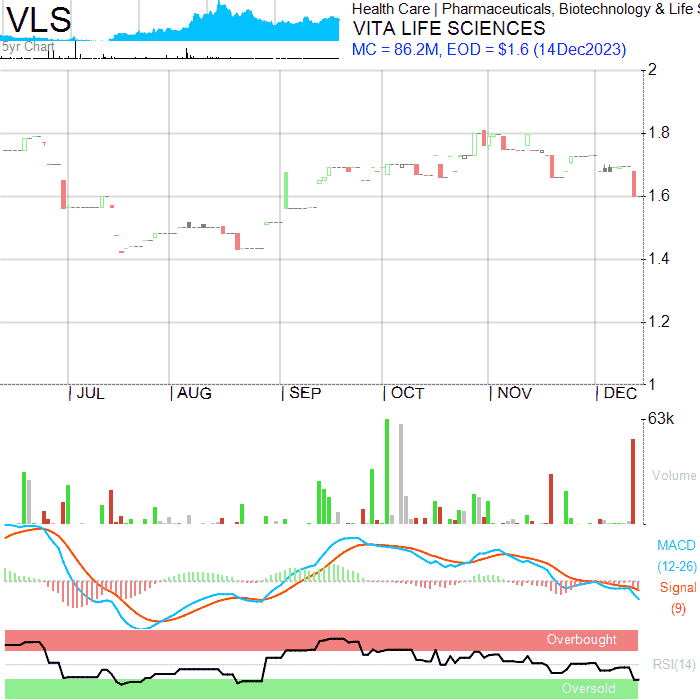 VLS
5yr Chart
Health Care | Pharmaceuticals, Biotechnology & Life S
VITA LIFE SCIENCES
MC = 86.2M, EOD = $1.6 (14Dec2023)
2
1.8
1.6
1.4
1.2
1
| JUL | AUG | SEP | OCT | NOV | DEC
63k
Volume
MACD
(12-26)
Signal
(9)
Overbought
RSI(14)
Oversold